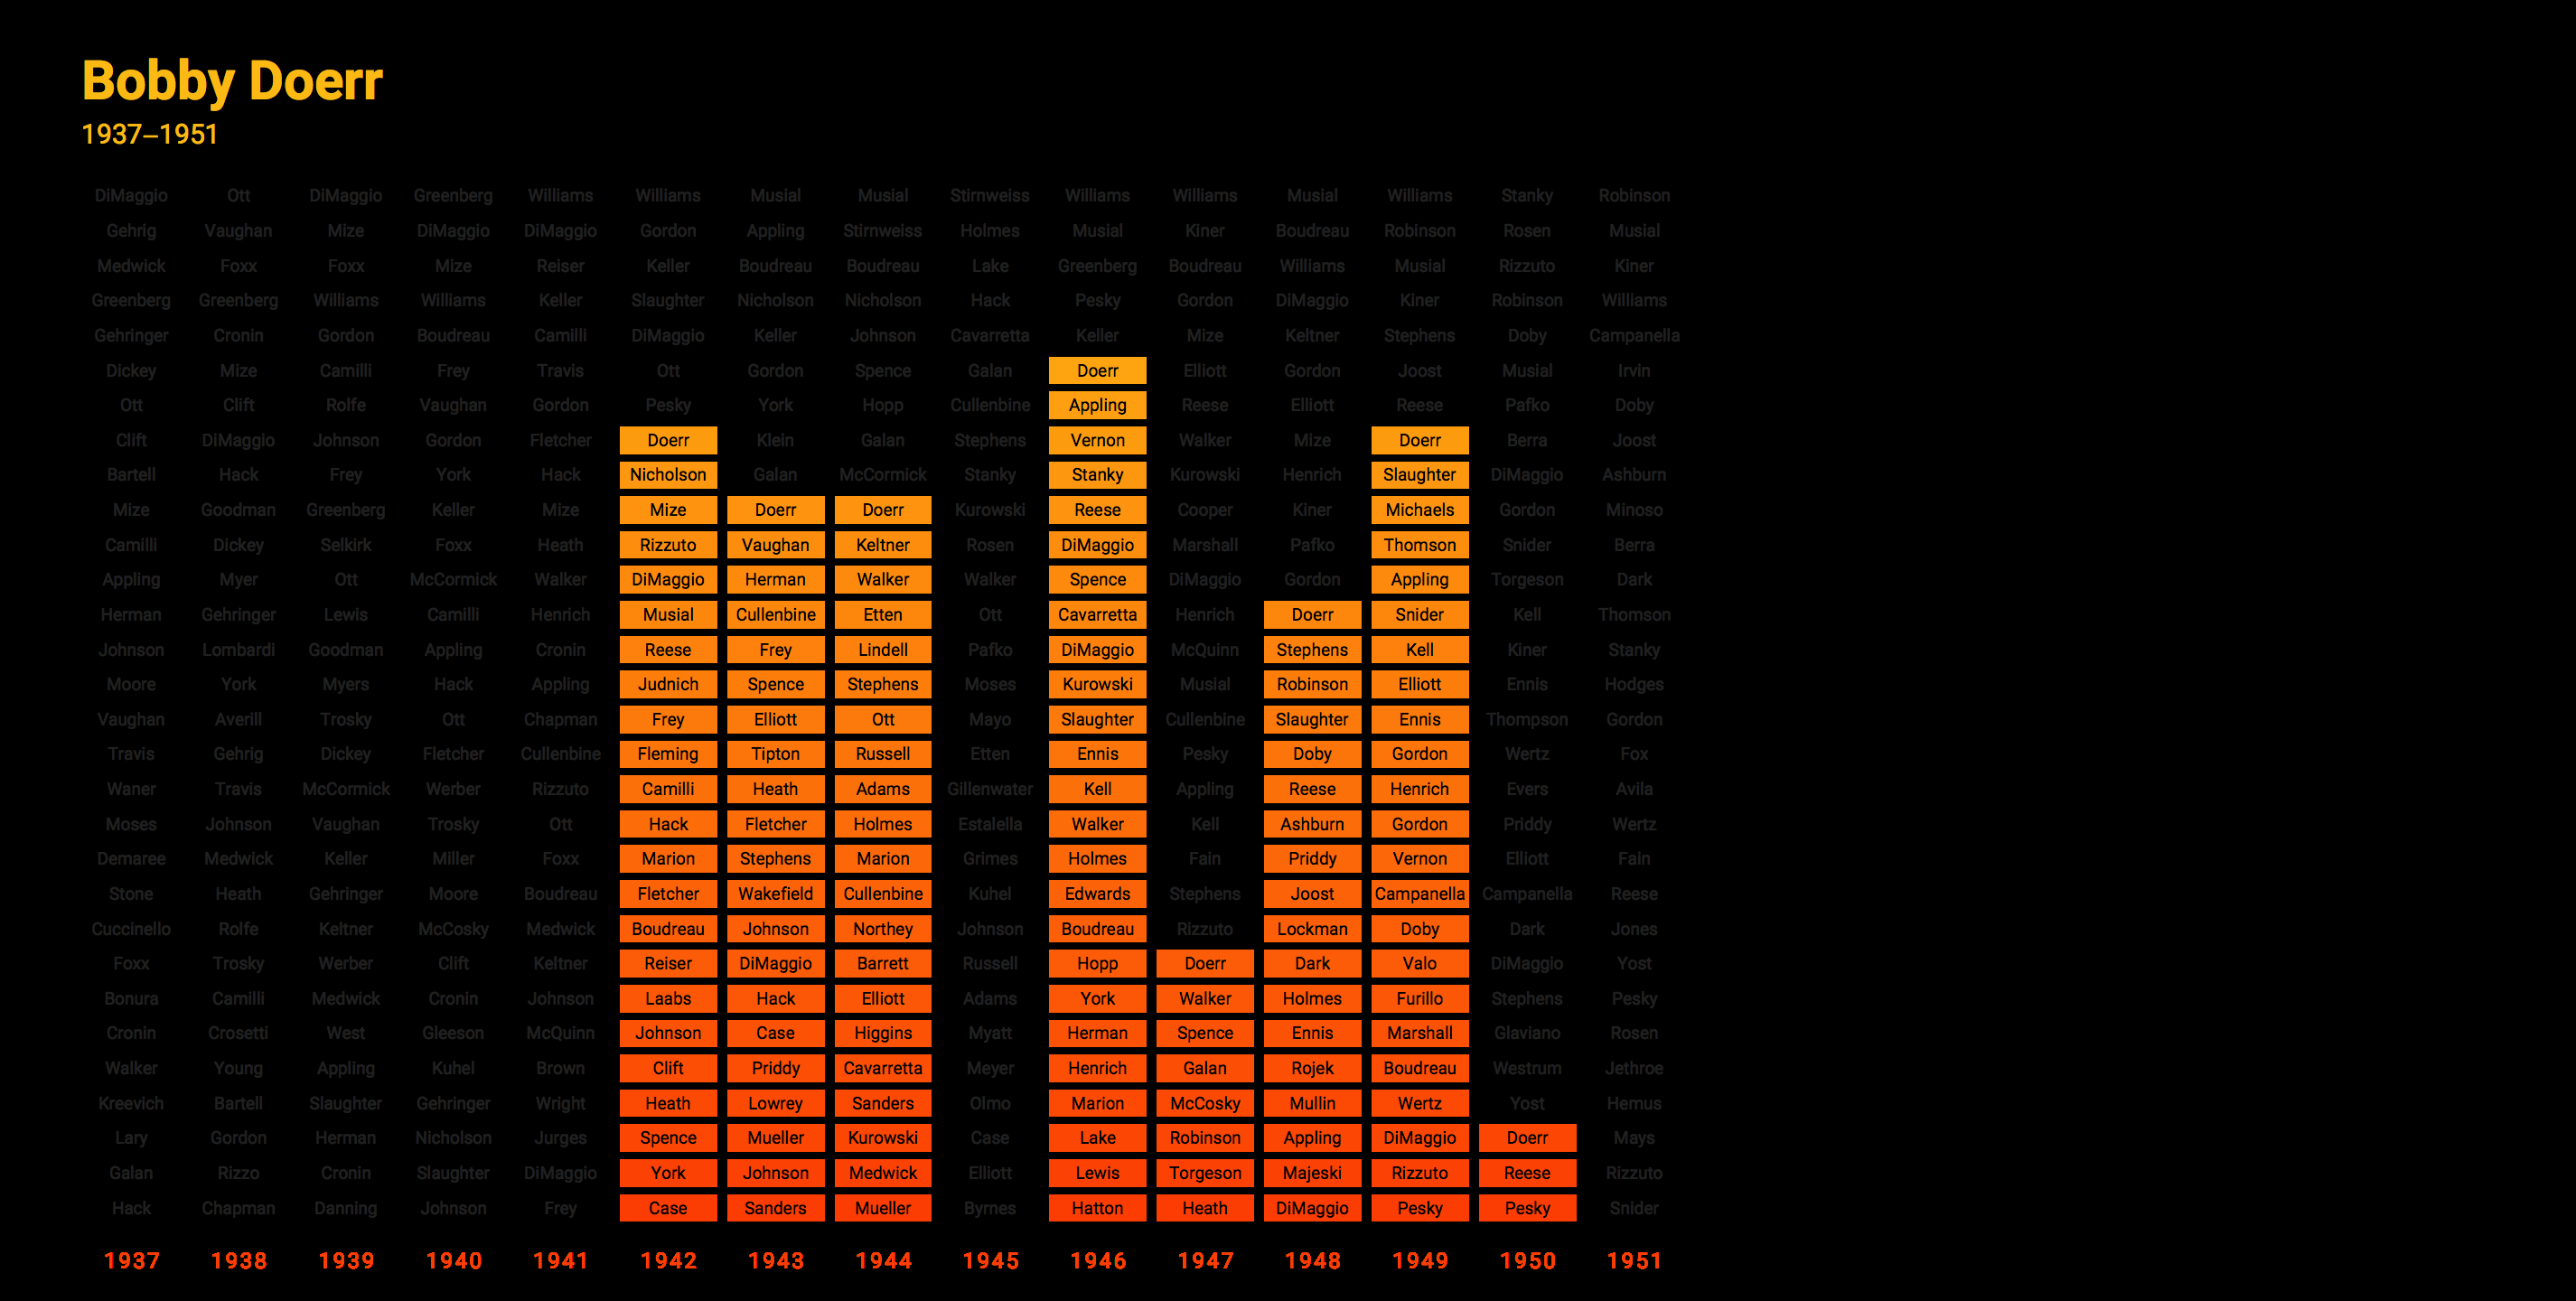 Bobby Doerr
1937–1951
DiMaggio Ott DiMaggio Greenberg Williams Williams Musial Musial Stirnweiss Williams Williams Musial Williams Stanky Robinson
Gehrig Vaughan Mize DiMaggio DiMaggio Gordon Appling Stirnweiss Holmes Musial Kiner Boudreau Robinson Rosen Musial
Medwick Foxx Foxx Mize Reiser Keller Boudreau Boudreau Lake Greenberg Boudreau Williams Musial Rizzuto Kiner
Greenberg Greenberg Williams Williams Keller Slaughter Nicholson Nicholson Hack Pesky Gordon DiMaggio Kiner Robinson Williams
Gehringer Cronin Gordon Boudreau Camilli DiMaggio Keller Johnson Cavarretta Keller Mize Keltner Stephens Doby Campanella
Dickey Mize Camilli Frey Travis Ott Gordon Spence Galan Doerr Elliott Gordon Joost Musial Irvin
Ott Clift Rolfe Vaughan Gordon Pesky York Hopp Cullenbine Appling Reese Elliott Reese Pafko Doby
Clift DiMaggio Johnson Gordon Fletcher Doerr Klein Galan Stephens Vernon Walker Mize Doerr Berra Joost
Bartell Hack Frey York Hack Nicholson Galan McCormick Stanky Stanky Kurowski Henrich Slaughter DiMaggio Ashburn
Mize Goodman Greenberg Keller Mize Mize Doerr Doerr Kurowski Reese Cooper Kiner Michaels Gordon Minoso
Camilli Dickey Selkirk Foxx Heath Rizzuto Vaughan Keltner Rosen DiMaggio Marshall Pafko Thomson Snider Berra
Appling Myer Ott McCormick Walker DiMaggio Herman Walker Walker Spence DiMaggio Gordon Appling Torgeson Dark
Herman Gehringer Lewis Camilli Henrich Musial Cullenbine Etten Ott Cavarretta Henrich Doerr Snider Kell Thomson
Johnson Lombardi Goodman Appling Cronin Reese Frey Lindell Pafko DiMaggio McQuinn Stephens Kell Kiner Stanky
Moore York Myers Hack Appling Judnich Spence Stephens Moses Kurowski Musial Robinson Elliott Ennis Hodges
Vaughan Averill Trosky Ott Chapman Frey Elliott Ott Mayo Slaughter Cullenbine Slaughter Ennis Thompson Gordon
Travis Gehrig Dickey Fletcher Cullenbine Fleming Tipton Russell Etten Ennis Pesky Doby Gordon Wertz Fox
Waner Travis McCormick Werber Rizzuto Camilli Heath Adams Gillenwater Kell Appling Reese Henrich Evers Avila
Moses Johnson Vaughan Trosky Ott Hack Fletcher Holmes Estalella Walker Kell Ashburn Gordon Priddy Wertz
Demaree Medwick Keller Miller Foxx Marion Stephens Marion Grimes Holmes Fain Priddy Vernon Elliott Fain
Stone Heath Gehringer Moore Boudreau Fletcher Wakefield Cullenbine Kuhel Edwards Stephens Joost Campanella Campanella Reese
Cuccinello Rolfe Keltner McCosky Medwick Boudreau Johnson Northey Johnson Boudreau Rizzuto Lockman Doby Dark Jones
Foxx Trosky Werber Clift Keltner Reiser DiMaggio Barrett Russell Hopp Doerr Dark Valo DiMaggio Yost
Bonura Camilli Medwick Cronin Johnson Laabs Hack Elliott Adams York Walker Holmes Furillo Stephens Pesky
Cronin Crosetti West Gleeson McQuinn Johnson Case Higgins Myatt Herman Spence Ennis Marshall Glaviano Rosen
Walker Young Appling Kuhel Brown Clift Priddy Cavarretta Meyer Henrich Galan Rojek Boudreau Westrum Jethroe
Kreevich Bartell Slaughter Gehringer Wright Heath Lowrey Sanders Olmo Marion McCosky Mullin Wertz Yost Hemus
Lary Gordon Herman Nicholson Jurges Spence Mueller Kurowski Case Lake Robinson Appling DiMaggio Doerr Mays
Galan Rizzo Cronin Slaughter DiMaggio York Johnson Medwick Elliott Lewis Torgeson Majeski Rizzuto Reese Rizzuto
Hack Chapman Danning Johnson Frey Case Sanders Mueller Byrnes Hatton Heath DiMaggio Pesky Pesky Snider
1937 1938 1939 1940 1941 1942 1943 1944 1945 1946 1947 1948 1949 1950 1951